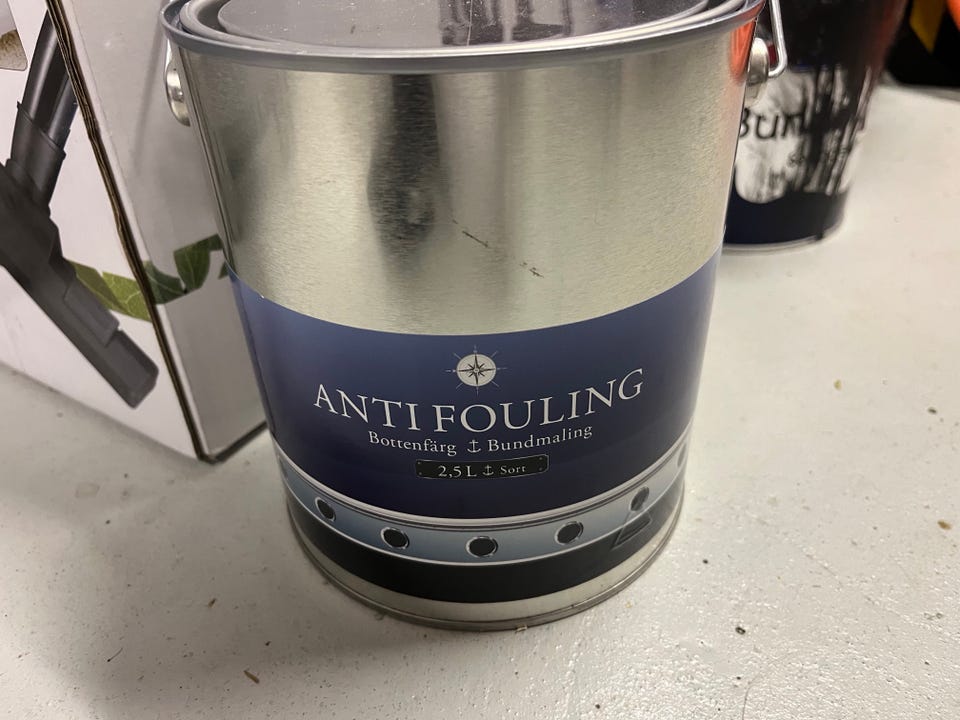 ANTI FOULING
Bottenfärg ⚓ Bundmaling
2,5 L ⚓ Sort